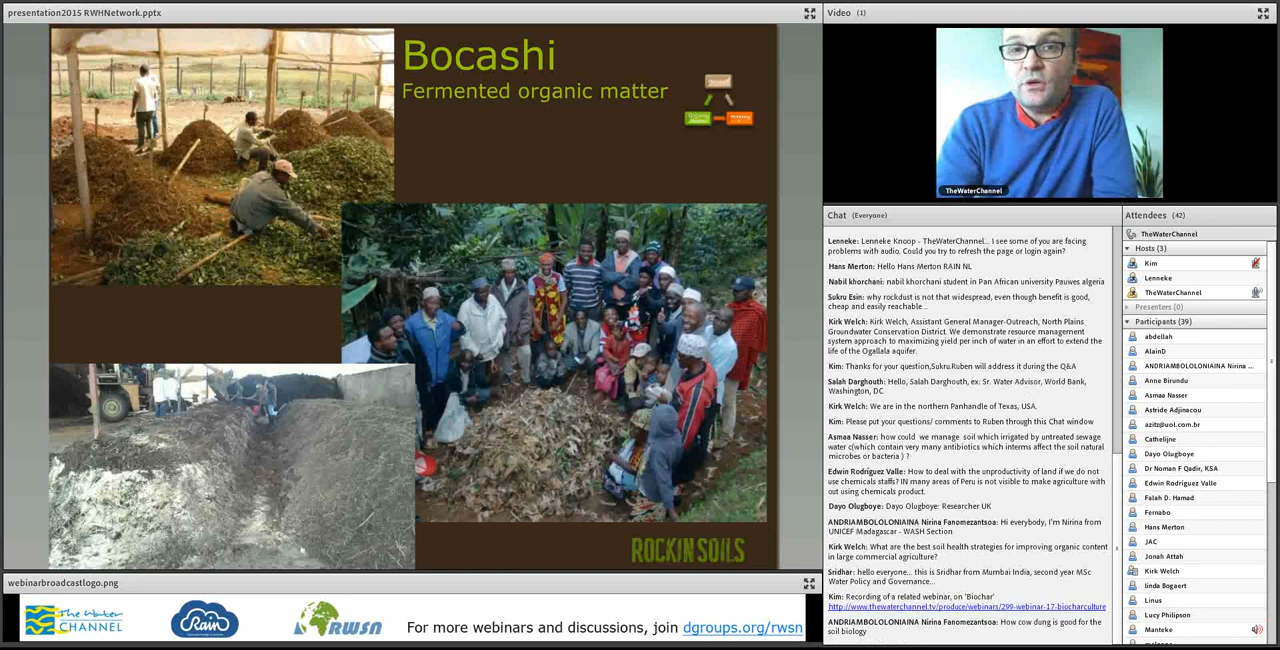 presentation2015 RWHNetwork.pptx
Bocashi
Fermented organic matter
ROCKIN SOILS
webinarbroadcastlogo.png
The Water
CHANNEL
Rain
RWSN
For more webinars and discussions, join dgroups.org/rwsn
Video (1)
TheWaterChannel
Chat (Everyone)
Lenneke: Lenneke Knoop - TheWaterChannel... I see some of you are facing
problems with audio. Could you try to refresh the page or login again?
Hans Merton: Hello Hans Merton RAIN NL
Nabil khorchani: nabil khorchani student in Pan African university Pauwes algeria
Sukru Esin: why rockdust is not that widespread, even though benefit is good,
cheap and easily reachable...
Kirk Welch: Kirk Welch, Assistant General Manager-Outreach, North Plains
Groundwater Conservation District. We demonstrate resource management
system approach to maximizing yield per inch of water in an effort to extend the
life of the Ogallala aquifer.
Kim: Thanks for your question,Sukru.Ruben will address it during the Q&A
Salah Darghouth: Hello, Salah Darghouth, ex: Sr. Water Advisor, World Bank,
Washington, DC
Kirk Welch: We are in the northern Panhandle of Texas, USA.
Kim: Please put your questions/ comments to Ruben through this Chat window
Asmaa Nasser: how could we manage soil which irrigated by untreated sewage
water c(which contain very many antibiotics which interms affect the soil natural
microbes or bacteria ) ?
Edwin Rodríguez Valle: How to deal with the unproductivity of land if we do not
use chemicals staffs? IN many areas of Peru is not visible to make agriculture with
out using chemicals product.
Dayo Olugboye: Dayo Olugboye: Researcher UK
ANDRIAMBOLOLONIAINA Nirina Fanomezantsoa: Hi everybody, I'm Nirina from
UNICEF Madagascar - WASH Section
Kirk Welch: What are the best soil health strategies for improving organic content
in large commercial agriculture?
Sridhar: hello everyone... this is Sridhar from Mumbai India, second year MSc
Water Policy and Governance...
Kim: Recording of a related webinar, on 'Biochar'
http://www.thewaterchannel.tv/produce/webinars/299-webinar-17-biocharculture
ANDRIAMBOLOLONIAINA Nirina Fanomezantsoa: How cow dung is good for the
soil biology
Attendees (42)
TheWaterChannel
Hosts (3)
Kim
Lenneke
TheWaterChannel
Presenters (0)
Participants (39)
abdellah
AlainD
ANDRIAMBOLOLONIAINA Nirina ...
Anne Birundu
Asmaa Nasser
Astride Adjinacou
azitz@uol.com.br
Cathelijne
Dayo Olugboye
Dr Noman F Qadir, KSA
Edwin Rodríguez Valle
Falah D. Hamad
Fernabo
Hans Merton
JAC
Jonah Attah
Kirk Welch
linda Bogaert
Linus
Lucy Philipson
Manteke